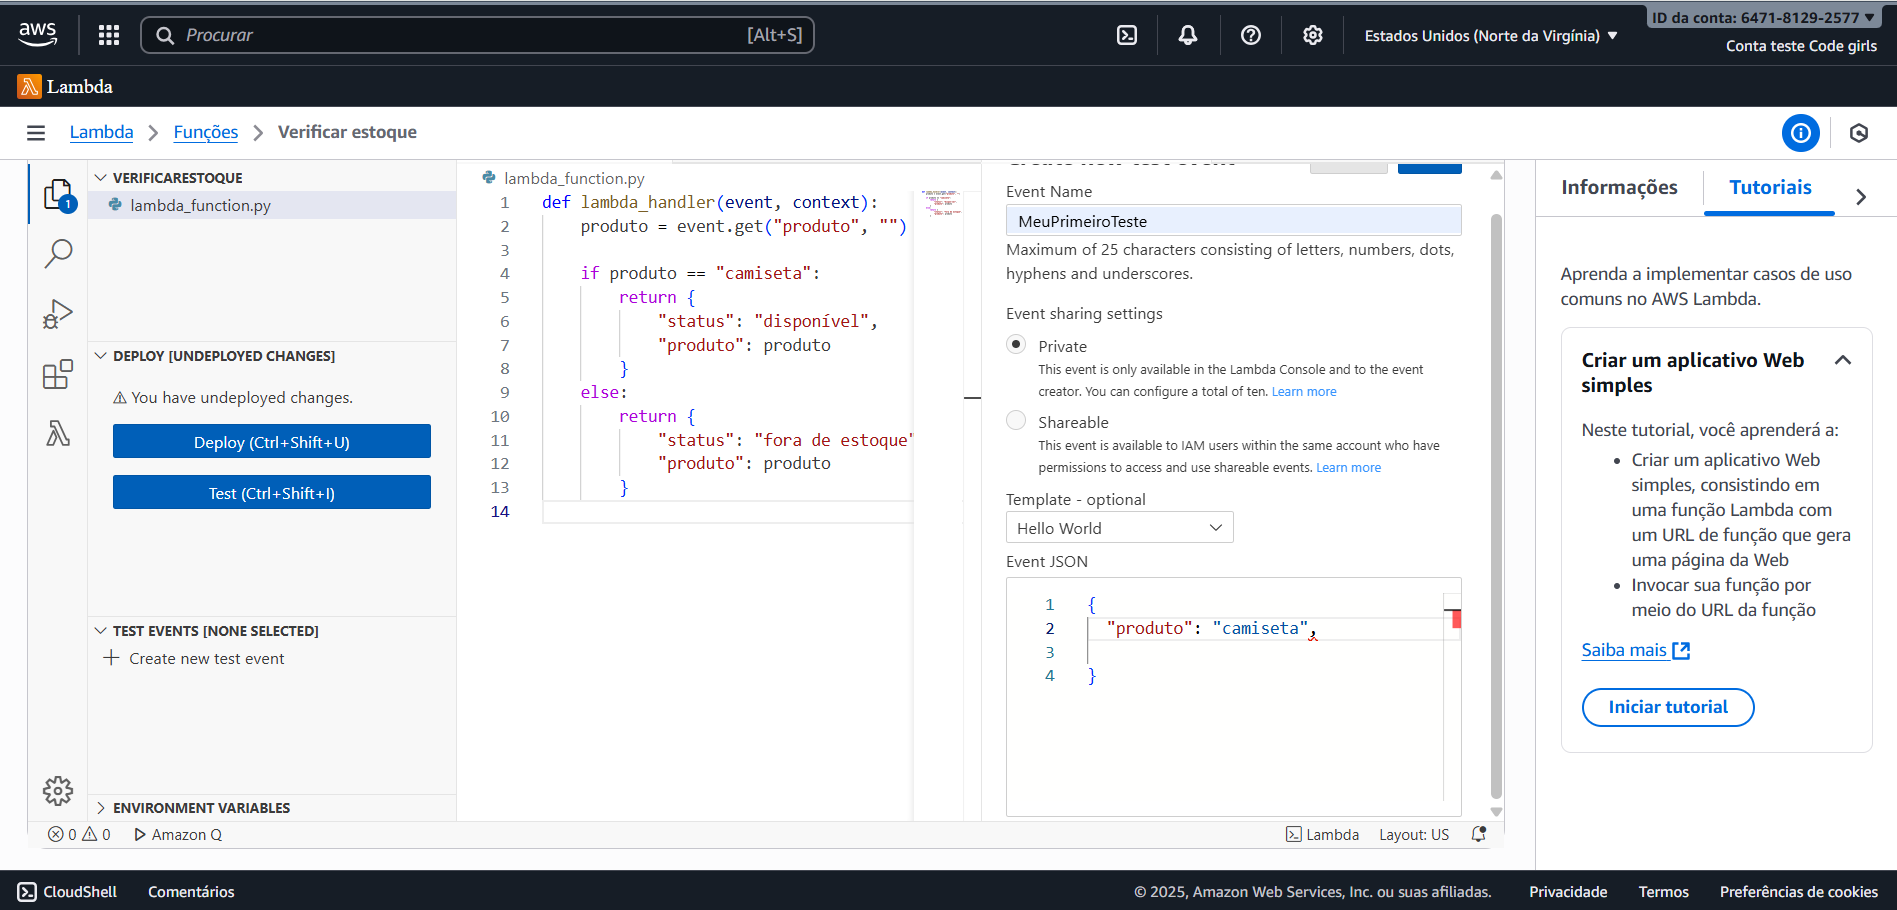 aws
Procurar
[Alt+S]
Estados Unidos (Norte da Virgínia) ▼
ID da conta: 6471-8129-2577 ▼
Conta teste Code girls
Lambda
Lambda
Funções
Verificar estoque
VERIFICARESTOQUE
lambda_function.py
1
DEPLOY [UNDEPLOYED CHANGES]
You have undeployed changes.
Deploy (Ctrl+Shift+U)
Test (Ctrl+Shift+I)
TEST EVENTS [NONE SELECTED]
Create new test event
ENVIRONMENT VARIABLES
lambda_function.py
1 def lambda_handler(event, context):
2 produto = event.get("produto", "")
3
4 if produto == "camiseta":
5 return {
6 "status": "disponível",
7 "produto": produto
8 }
9 else:
10 return {
11 "status": "fora de estoque"
12 "produto": produto
13 }
14
Create new test event
Event Name
MeuPrimeiroTeste
Maximum of 25 characters consisting of letters, numbers, dots,
hyphens and underscores.
Event sharing settings
Private
This event is only available in the Lambda Console and to the event
creator. You can configure a total of ten. Learn more
Shareable
This event is available to IAM users within the same account who have
permissions to access and use shareable events. Learn more
Template - optional
Hello World
Event JSON
1 {
2 "produto": "camiseta",
3
4 }
Informações
Tutoriais
Aprenda a implementar casos de uso
comuns no AWS Lambda.
Criar um aplicativo Web
simples
Neste tutorial, você aprenderá a:
• Criar um aplicativo Web
simples, consistindo em
uma função Lambda com
um URL de função que gera
uma página da Web
• Invocar sua função por
meio do URL da função
Saiba mais
Iniciar tutorial
0 0 Amazon Q
Lambda
Layout: US
CloudShell
Comentários
© 2025, Amazon Web Services, Inc. ou suas afiliadas.
Privacidade
Termos
Preferências de cookies